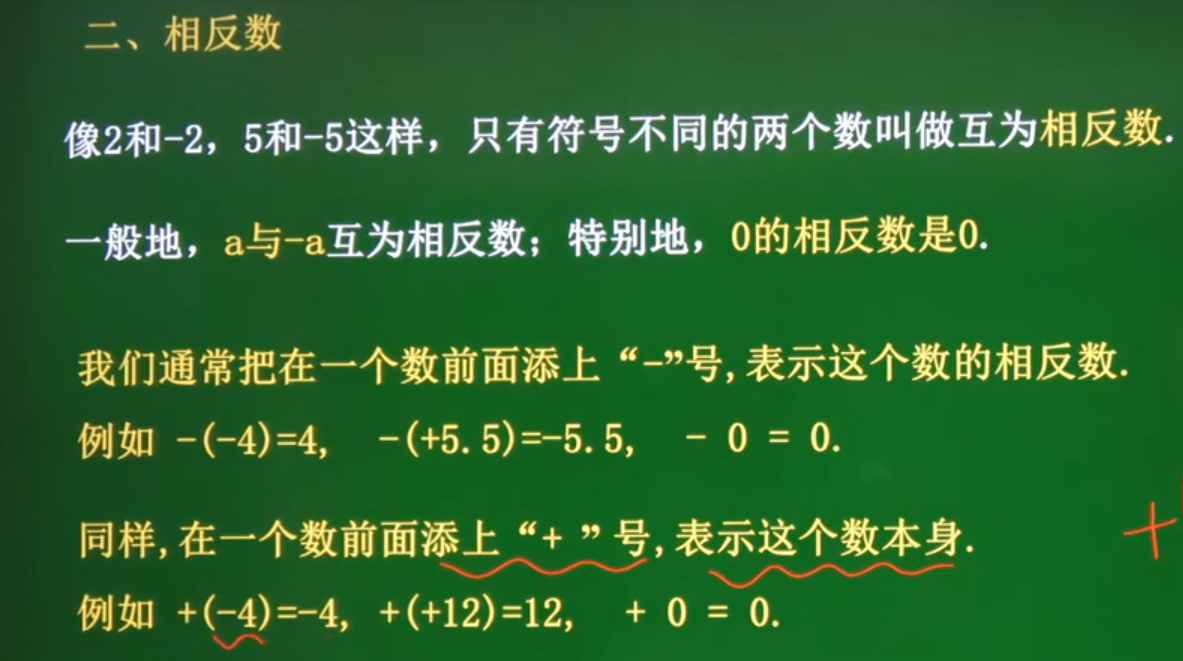 二、相反数
像2和-2，5和-5这样，只有符号不同的两个数叫做互为相反数.
一般地，a与-a互为相反数；特别地，0的相反数是0.
我们通常把在一个数前面添上“-”号,表示这个数的相反数.
例如 -(-4)=4, -(+5.5)=-5.5, - 0 = 0.
同样,在一个数前面添上“+ ”号,表示这个数本身.
+
例如 +(-4)=-4, +(+12)=12, + 0 = 0.